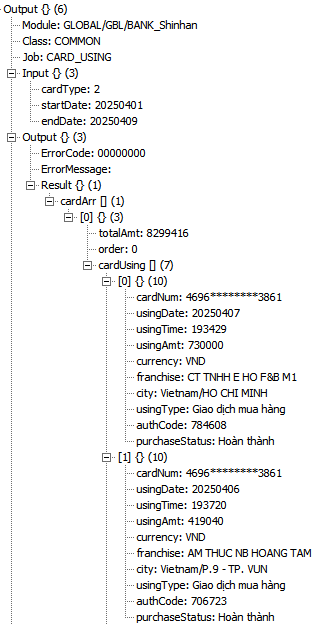 Output {} (6)
Module: GLOBAL/GBL/BANK_Shinhan
Class: COMMON
Job: CARD_USING
Input {} (3)
cardType: 2
startDate: 20250401
endDate: 20250409
Output {} (3)
ErrorCode: 00000000
ErrorMessage:
Result {} (1)
cardArr [] (1)
[0] {} (3)
totalAmt: 8299416
order: 0
cardUsing [] (7)
[0] {} (10)
cardNum: 4696********3861
usingDate: 20250407
usingTime: 193429
usingAmt: 730000
currency: VND
franchise: CT TNHH E HO F&B M1
city: Vietnam/HO CHI MINH
usingType: Giao dịch mua hàng
authCode: 784608
purchaseStatus: Hoàn thành
[1] {} (10)
cardNum: 4696********3861
usingDate: 20250406
usingTime: 193720
usingAmt: 419040
currency: VND
franchise: AM THUC NB HOANG TAM
city: Vietnam/P.9 - TP. VUN
usingType: Giao dịch mua hàng
authCode: 706723
purchaseStatus: Hoàn thành